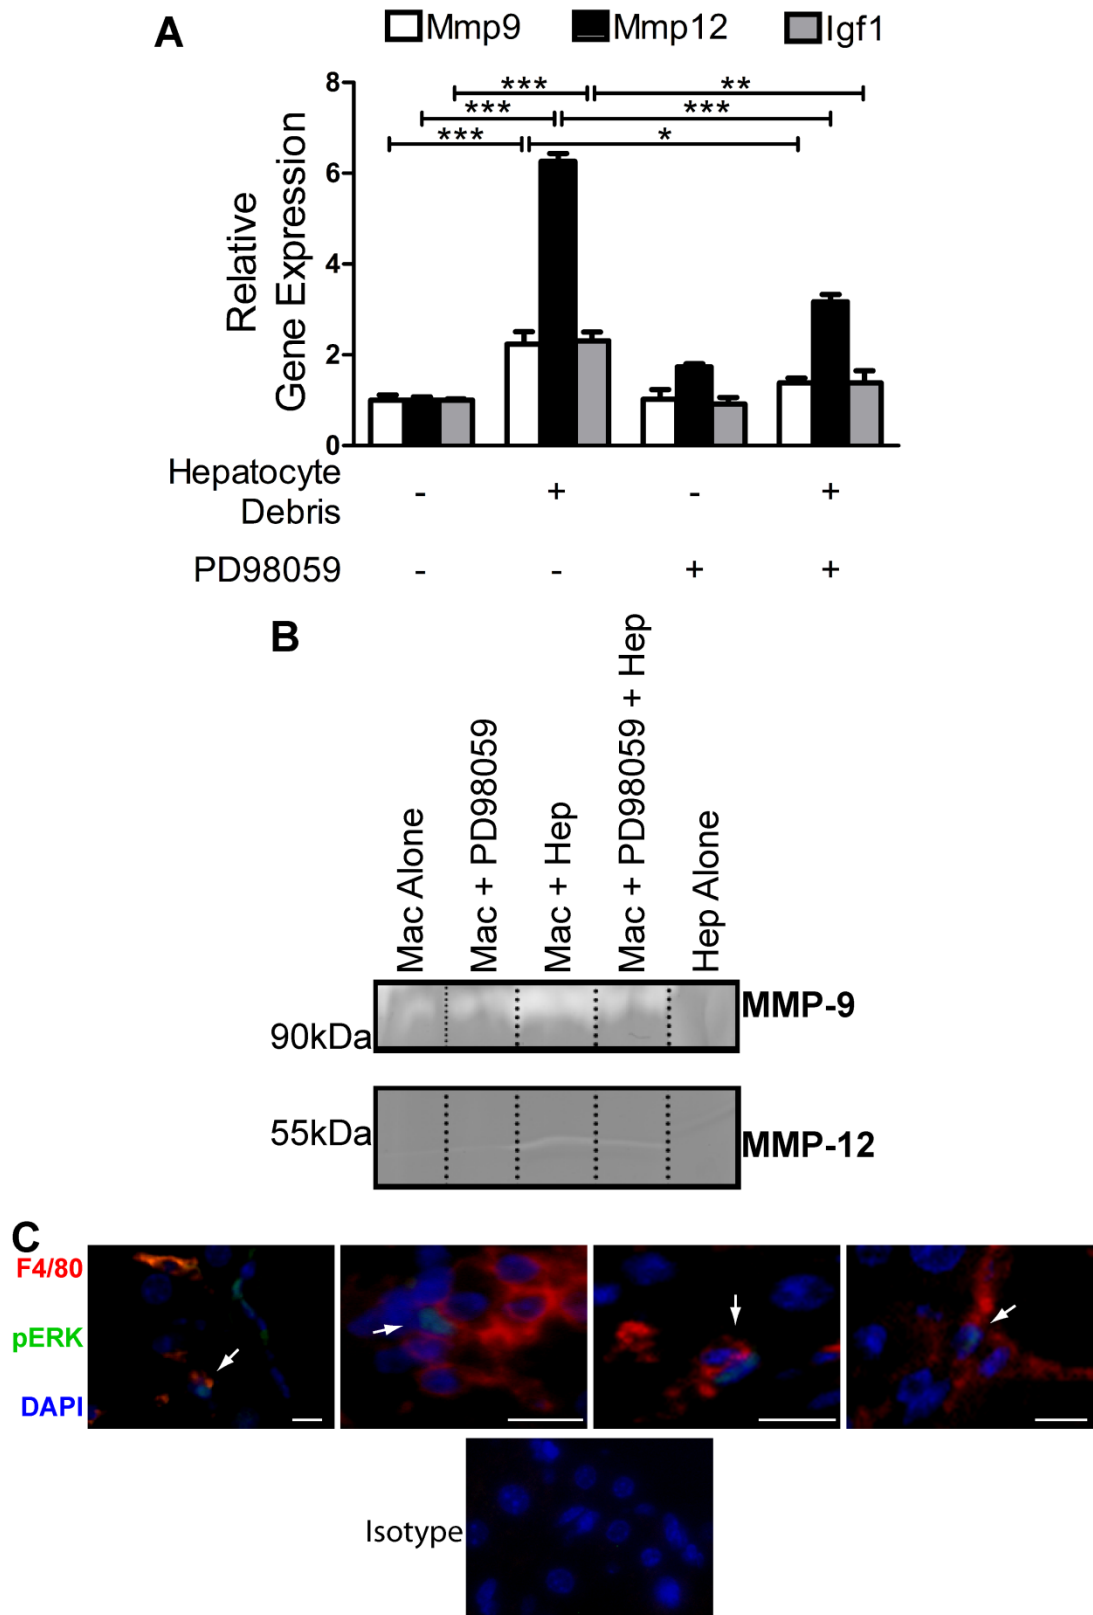 A
Mmp9 Mmp12 Igf1
*** **
*** ***
*** *
8
6
4
2
0
Relative
Gene Expression
Hepatocyte
Debris
- + - +
PD98059 - - + +
B
Mac Alone
Mac + PD98059
Mac + Hep
Mac + PD98059 + Hep
Hep Alone
90kDa
MMP-9
55kDa
MMP-12
C
F4/80
pERK
DAPI
Isotype